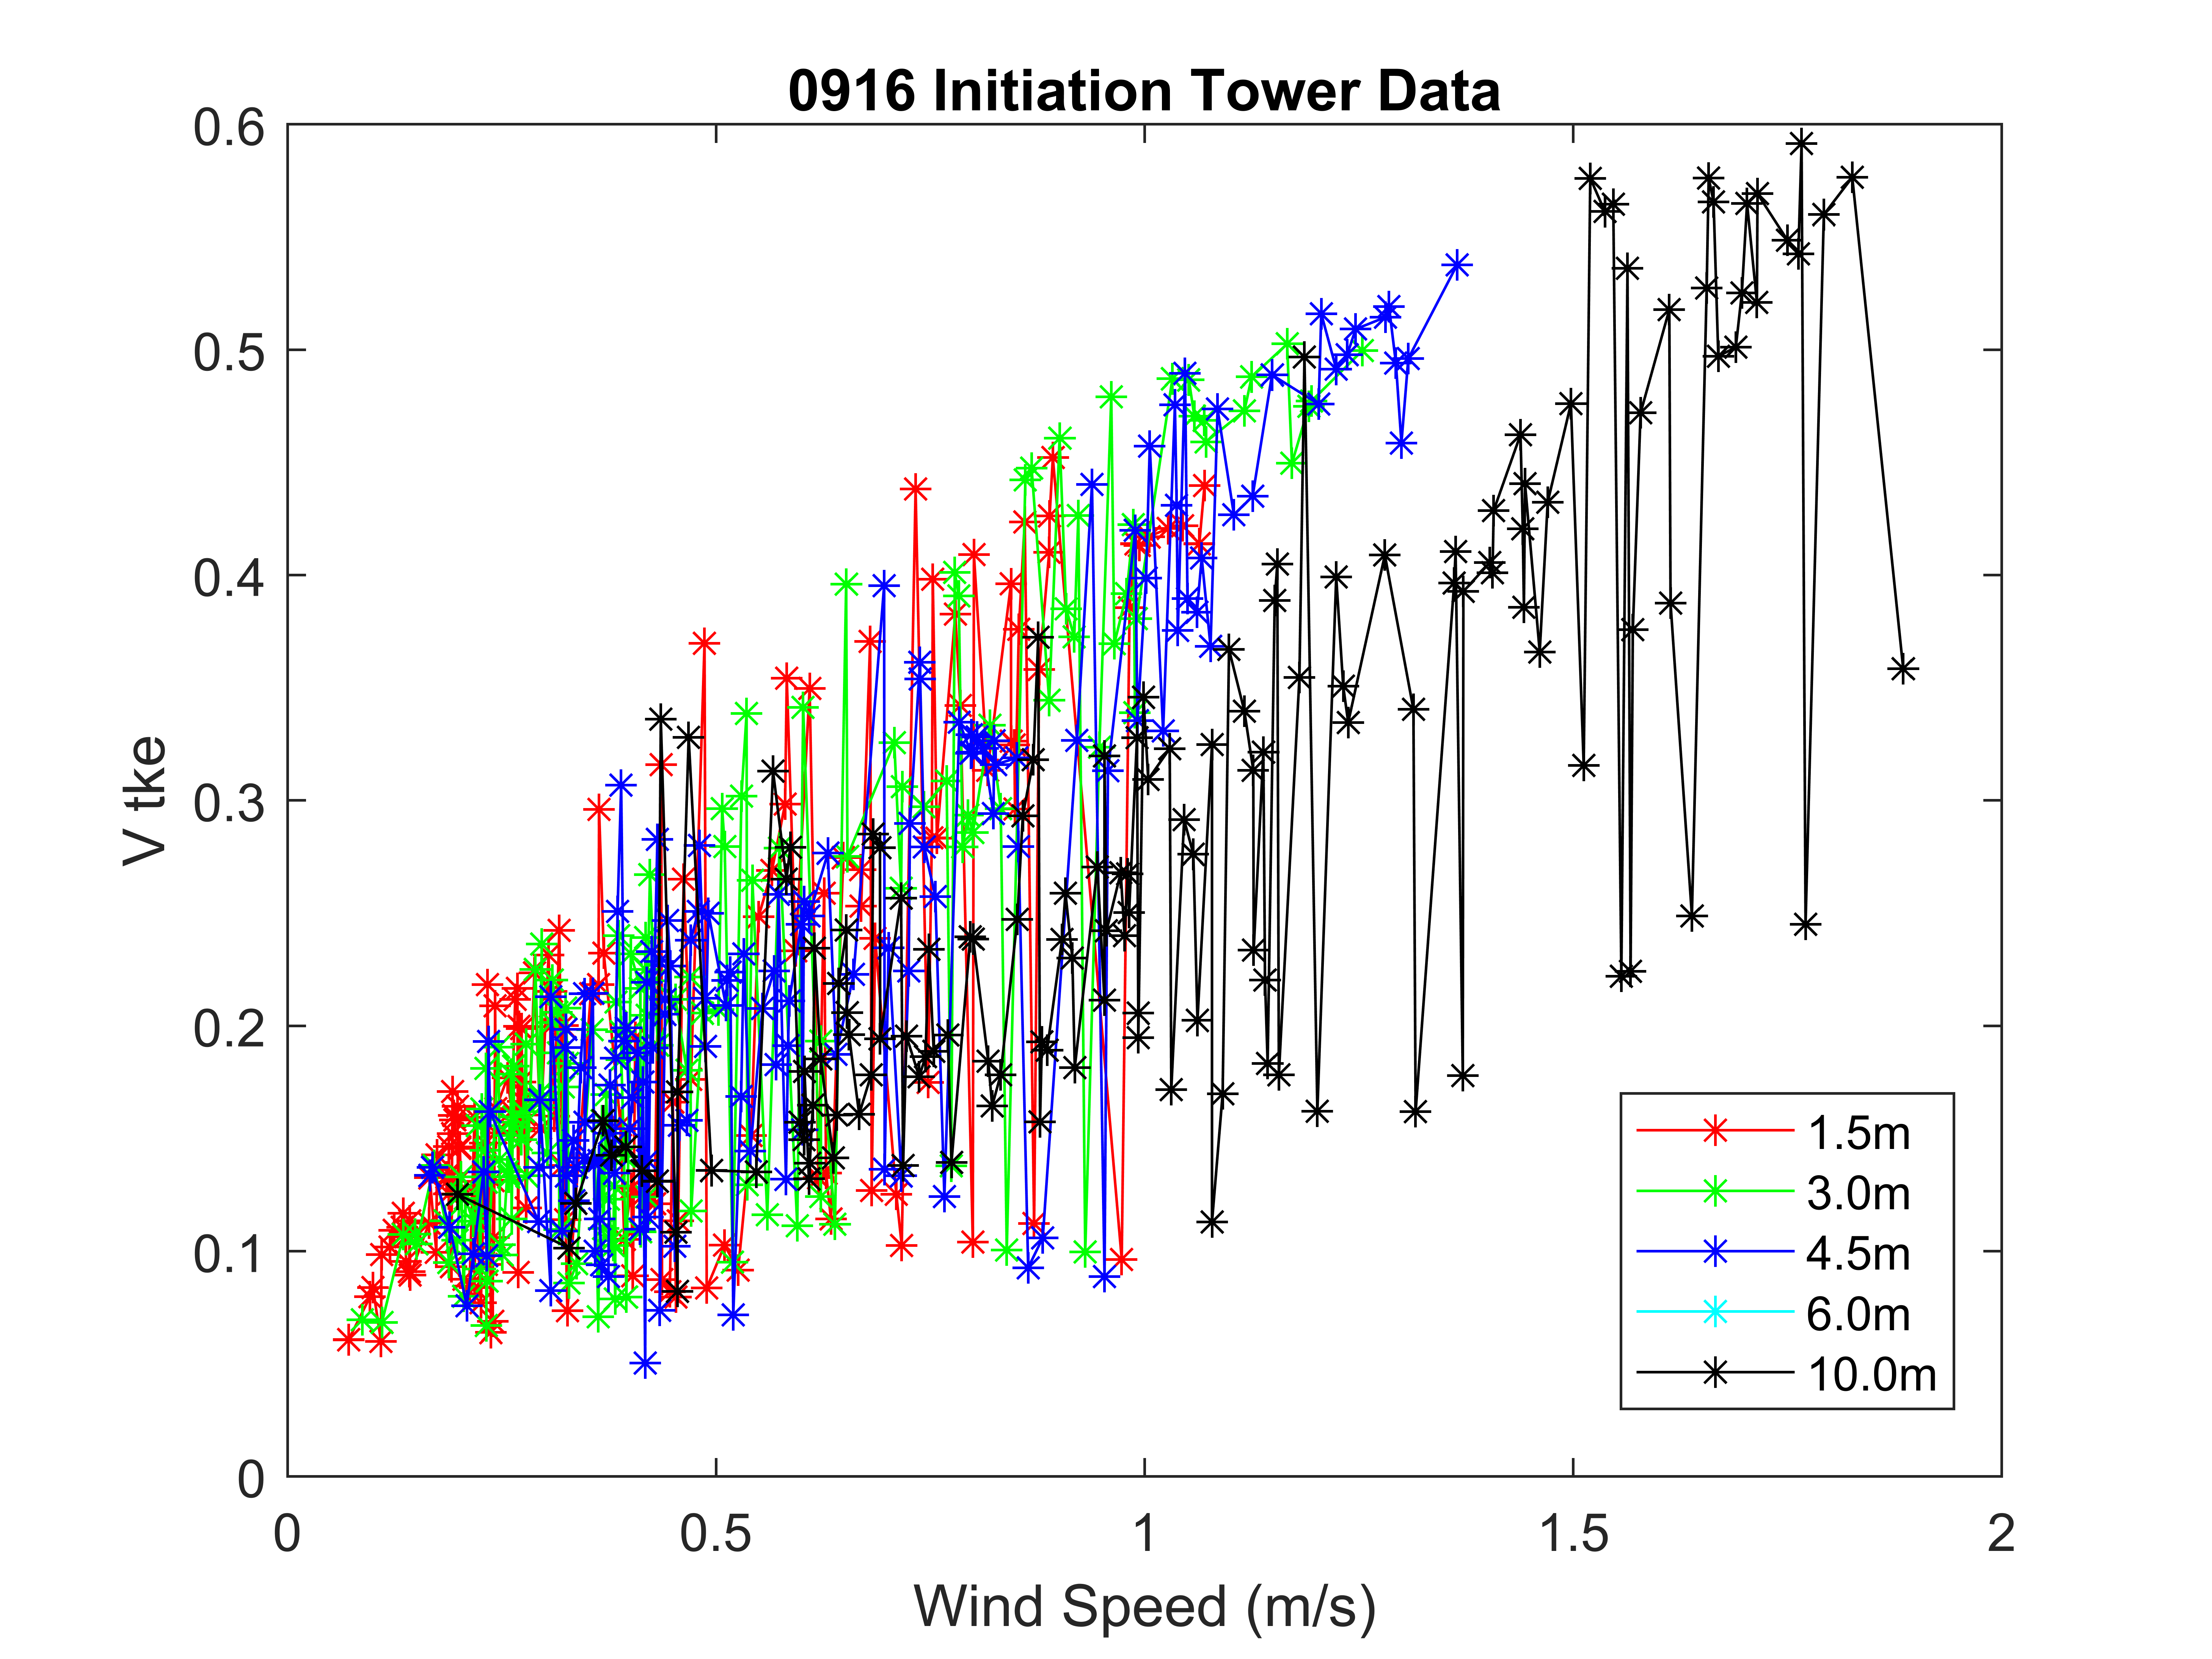 0916 Initiation Tower Data
0.6
0.5
0.4
0.3
0.2
0.1
0
V tke
0 0.5 1 1.5 2
Wind Speed (m/s)
1.5m
3.0m
4.5m
6.0m
10.0m